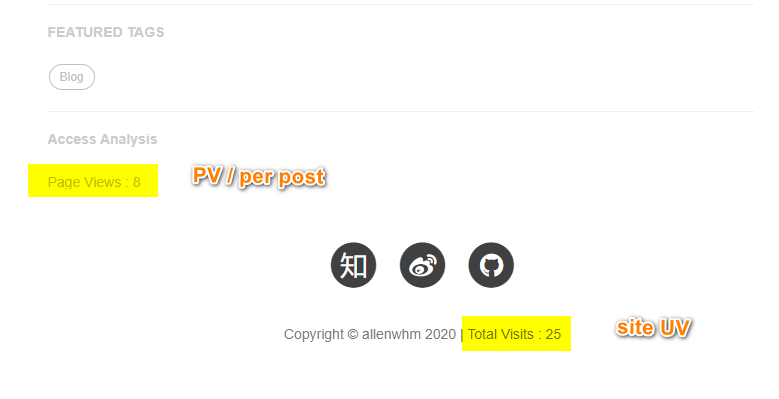 FEATURED TAGS
Blog
Access Analysis
Page Views : 8
PV / per post
知
Copyright © allenwhm 2020 | Total Visits : 25
site UV